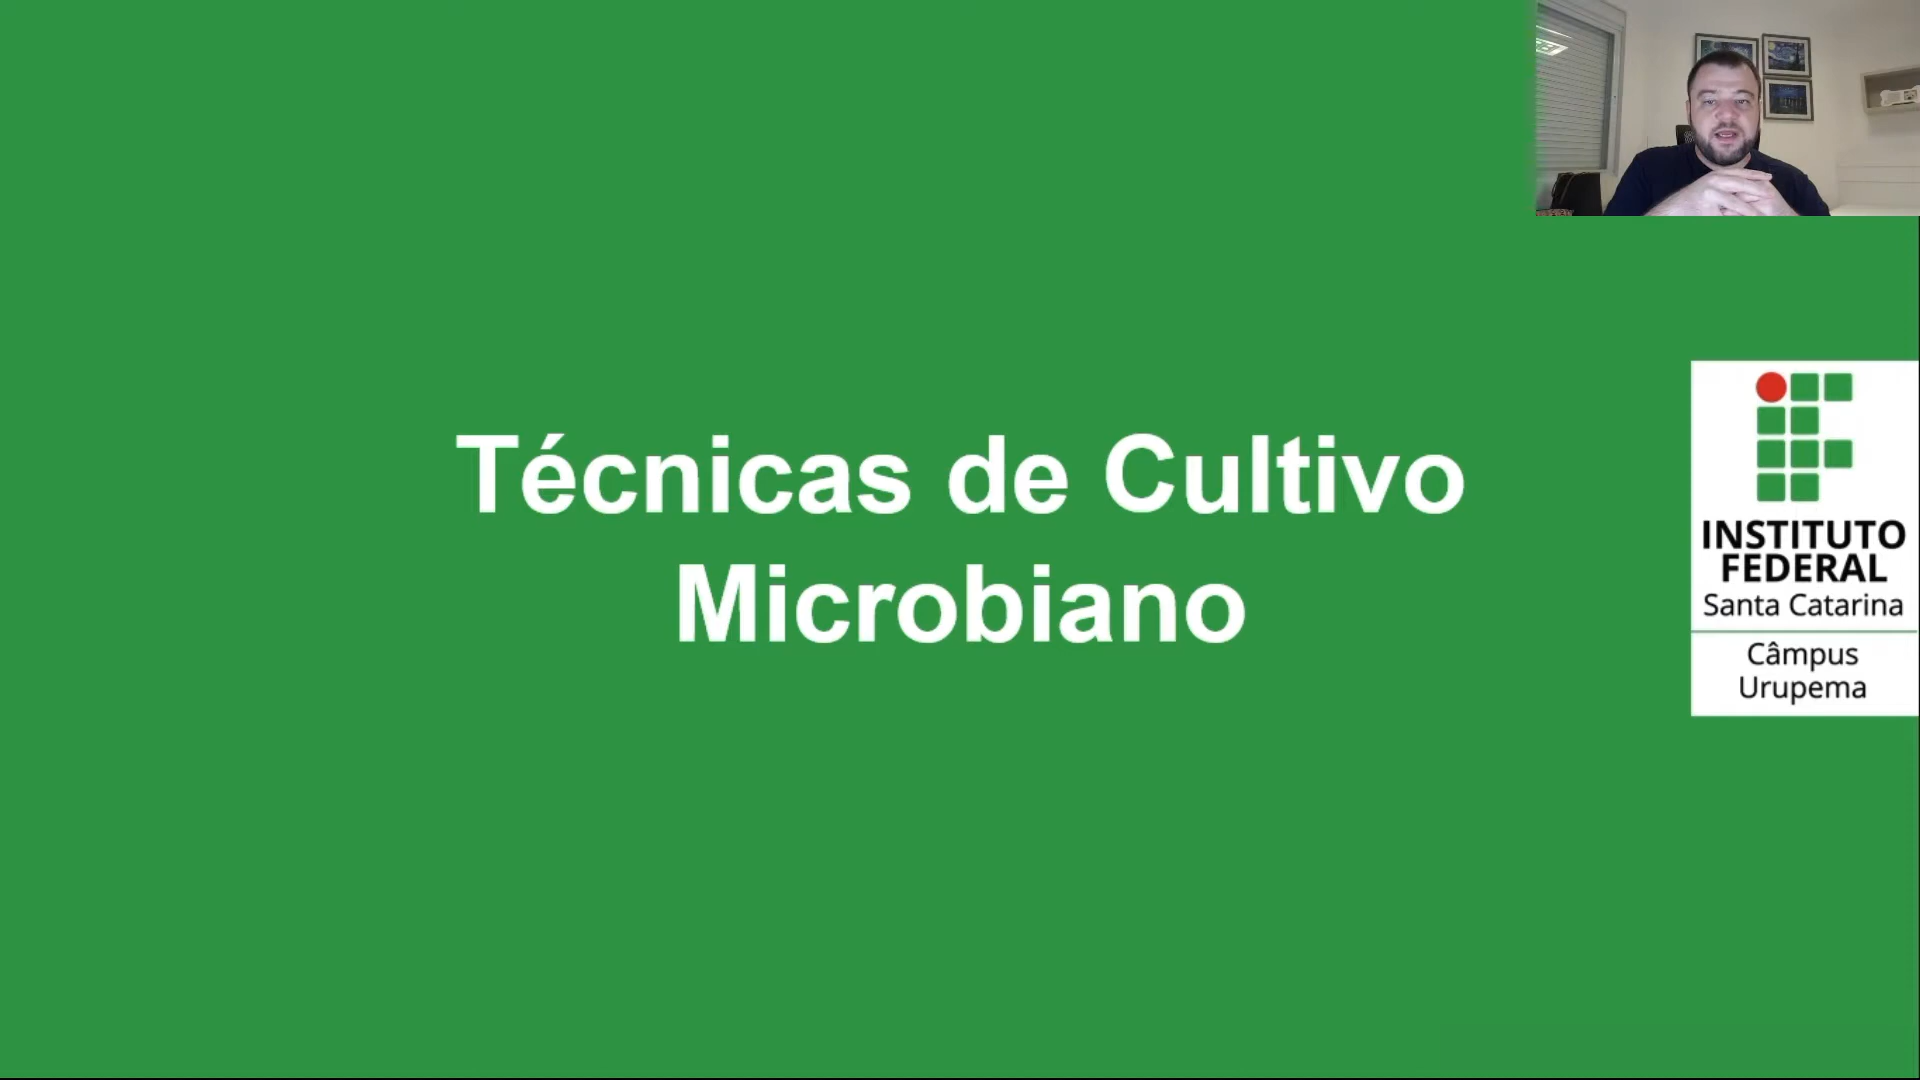 Técnicas de Cultivo
Microbiano
INSTITUTO
FEDERAL
Santa Catarina
Câmpus
Urupema